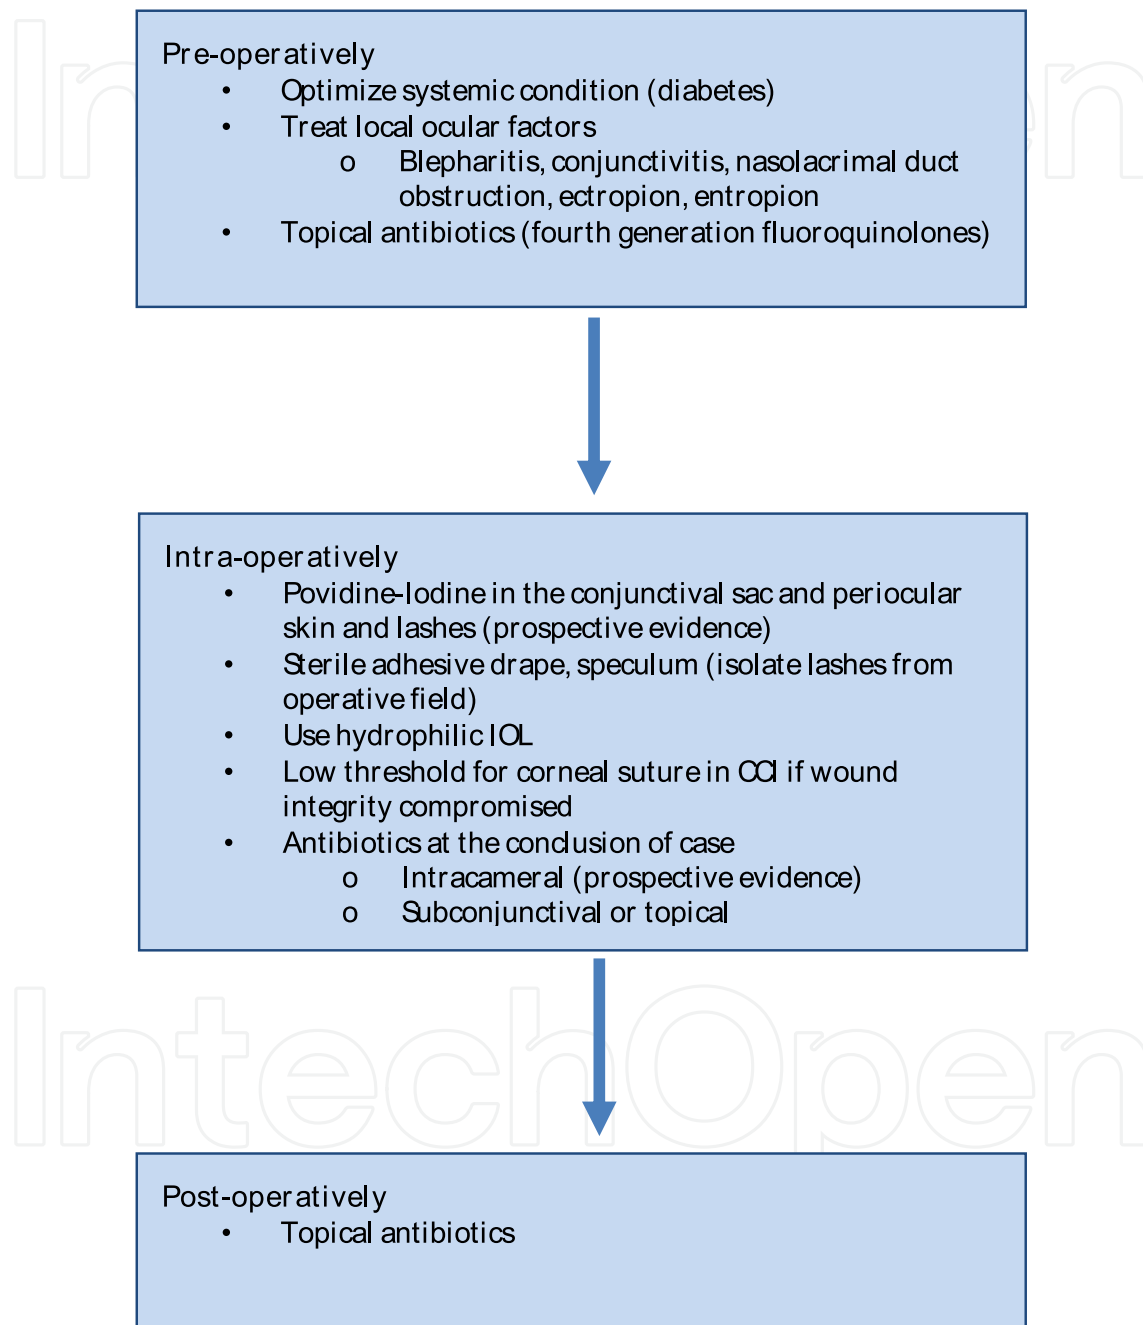 Pre-operatively
• Optimize systemic condition (diabetes)
• Treat local ocular factors
o Blepharitis, conjunctivitis, nasolacrimal duct
obstruction, ectropion, entropion
• Topical antibiotics (fourth generation fluoroquinolones)
Intra-operatively
• Povidine-Iodine in the conjunctival sac and periocular
skin and lashes (prospective evidence)
• Sterile adhesive drape, speculum (isolate lashes from
operative field)
• Use hydrophilic IOL
• Low threshold for corneal suture in CCI if wound
integrity compromised
• Antibiotics at the conclusion of case
o Intracameral (prospective evidence)
o Subconjunctival or topical
IntechOpen
Post-operatively
• Topical antibiotics